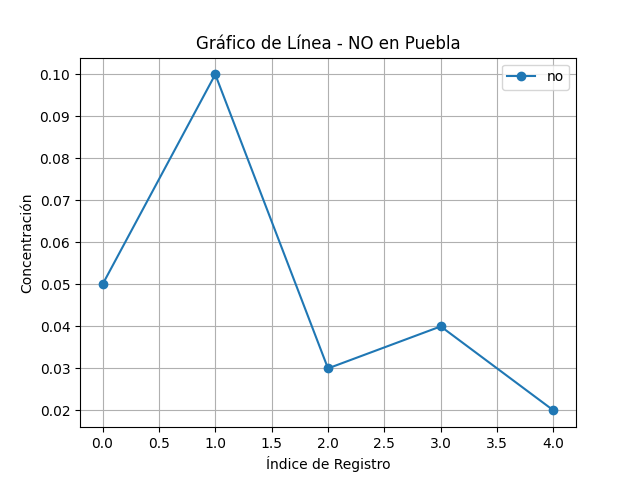 Gráfico de Línea - NO en Puebla
no
0.10
0.09
0.08
0.07
0.06
0.05
0.04
0.03
0.02
Concentración
0.0 0.5 1.0 1.5 2.0 2.5 3.0 3.5 4.0
Índice de Registro